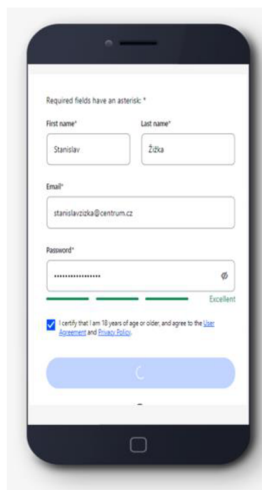 Required fields have an asterisk: *
First name* Last name*
Stanislav Žižka
Email*
stanislavzizka@centrum.cz
Password*
•••••••••••••••••
Excellent
I certify that I am 18 years of age or older, and agree to the User
Agreement and Privacy Policy.